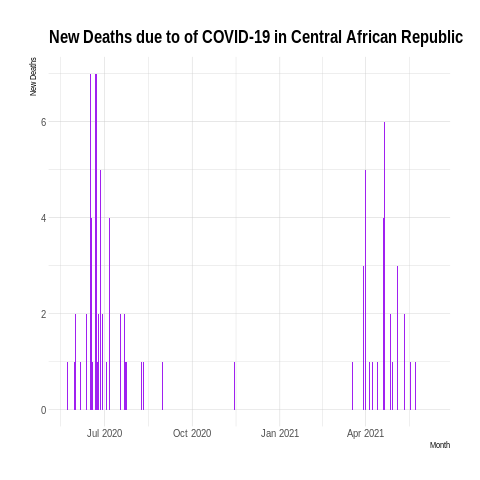 New Deaths due to of COVID-19 in Central African Republic
New Deaths
6
4
2
0
Jul 2020 Oct 2020 Jan 2021 Apr 2021
Month